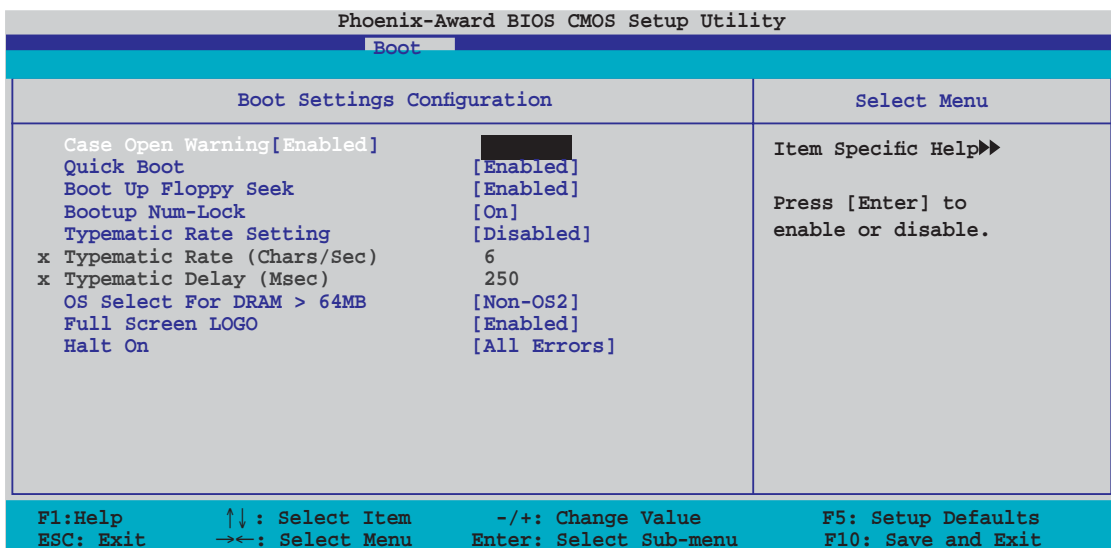 Phoenix-Award BIOS CMOS Setup Utility
Boot
Boot Settings Configuration Select Menu
Case Open Warning[Enabled]
Quick Boot [Enabled]
Boot Up Floppy Seek [Enabled]
Bootup Num-Lock [On]
Typematic Rate Setting [Disabled]
x Typematic Rate (Chars/Sec) 6
x Typematic Delay (Msec) 250
OS Select For DRAM > 64MB [Non-OS2]
Full Screen LOGO [Enabled]
Halt On [All Errors]
Item Specific Help▶▶
Press [Enter] to
enable or disable.
F1:Help ↑↓: Select Item -/+: Change Value F5: Setup Defaults
ESC: Exit →←: Select Menu Enter: Select Sub-menu F10: Save and Exit